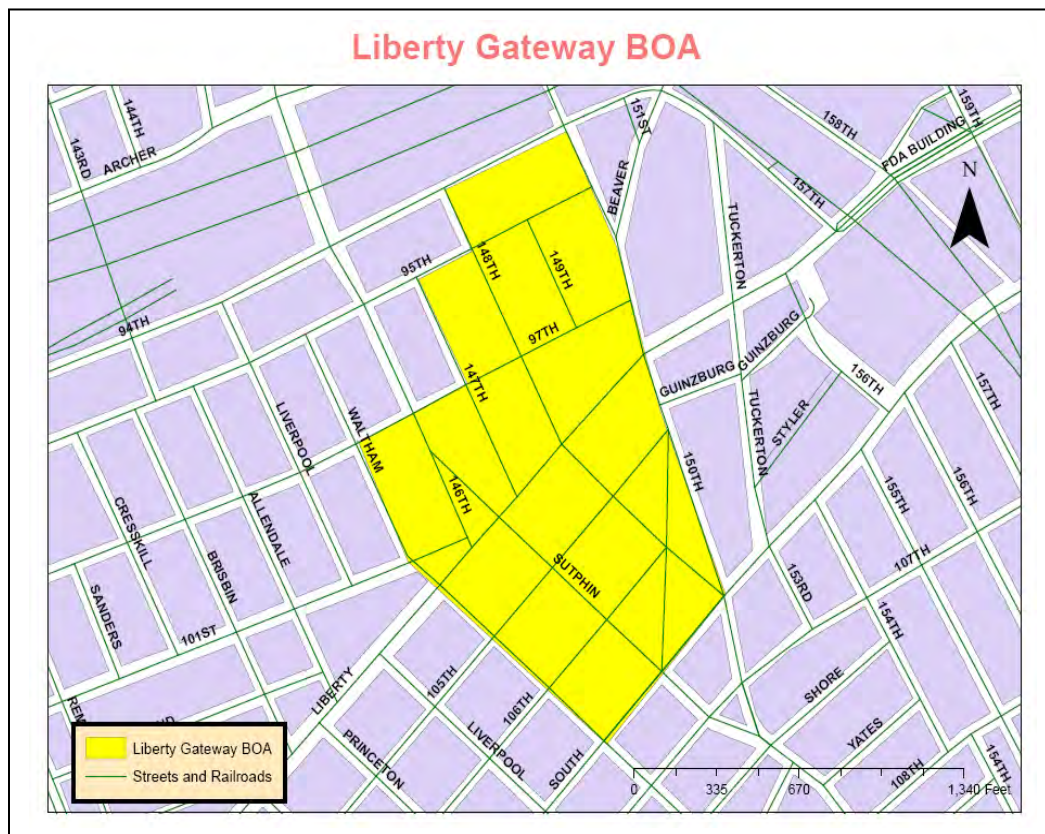 Liberty Gateway BOA
143RD
144TH
ARCHER
151ST
BEAVER
158TH
159TH
FDA BUILDING
157TH
N
TUCKERTON
95TH
148TH
149TH
94TH
97TH
147TH
GUINZBURG
GUINZBURG
156TH
157TH
TUCKERTON
STYLER
LIVERPOOL
WALTHAM
146TH
150TH
155TH
156TH
CRESSKILL
ALLENDALE
BRISBIN
SANDERS
SUTPHIN
107TH
153RD
154TH
101ST
LIBERTY
105TH
106TH
SHORE
YATES
PRINCETON
LIVERPOOL
SOUTH
108TH
154TH
Liberty Gateway BOA
Streets and Railroads
0 335 670 1,340 Feet